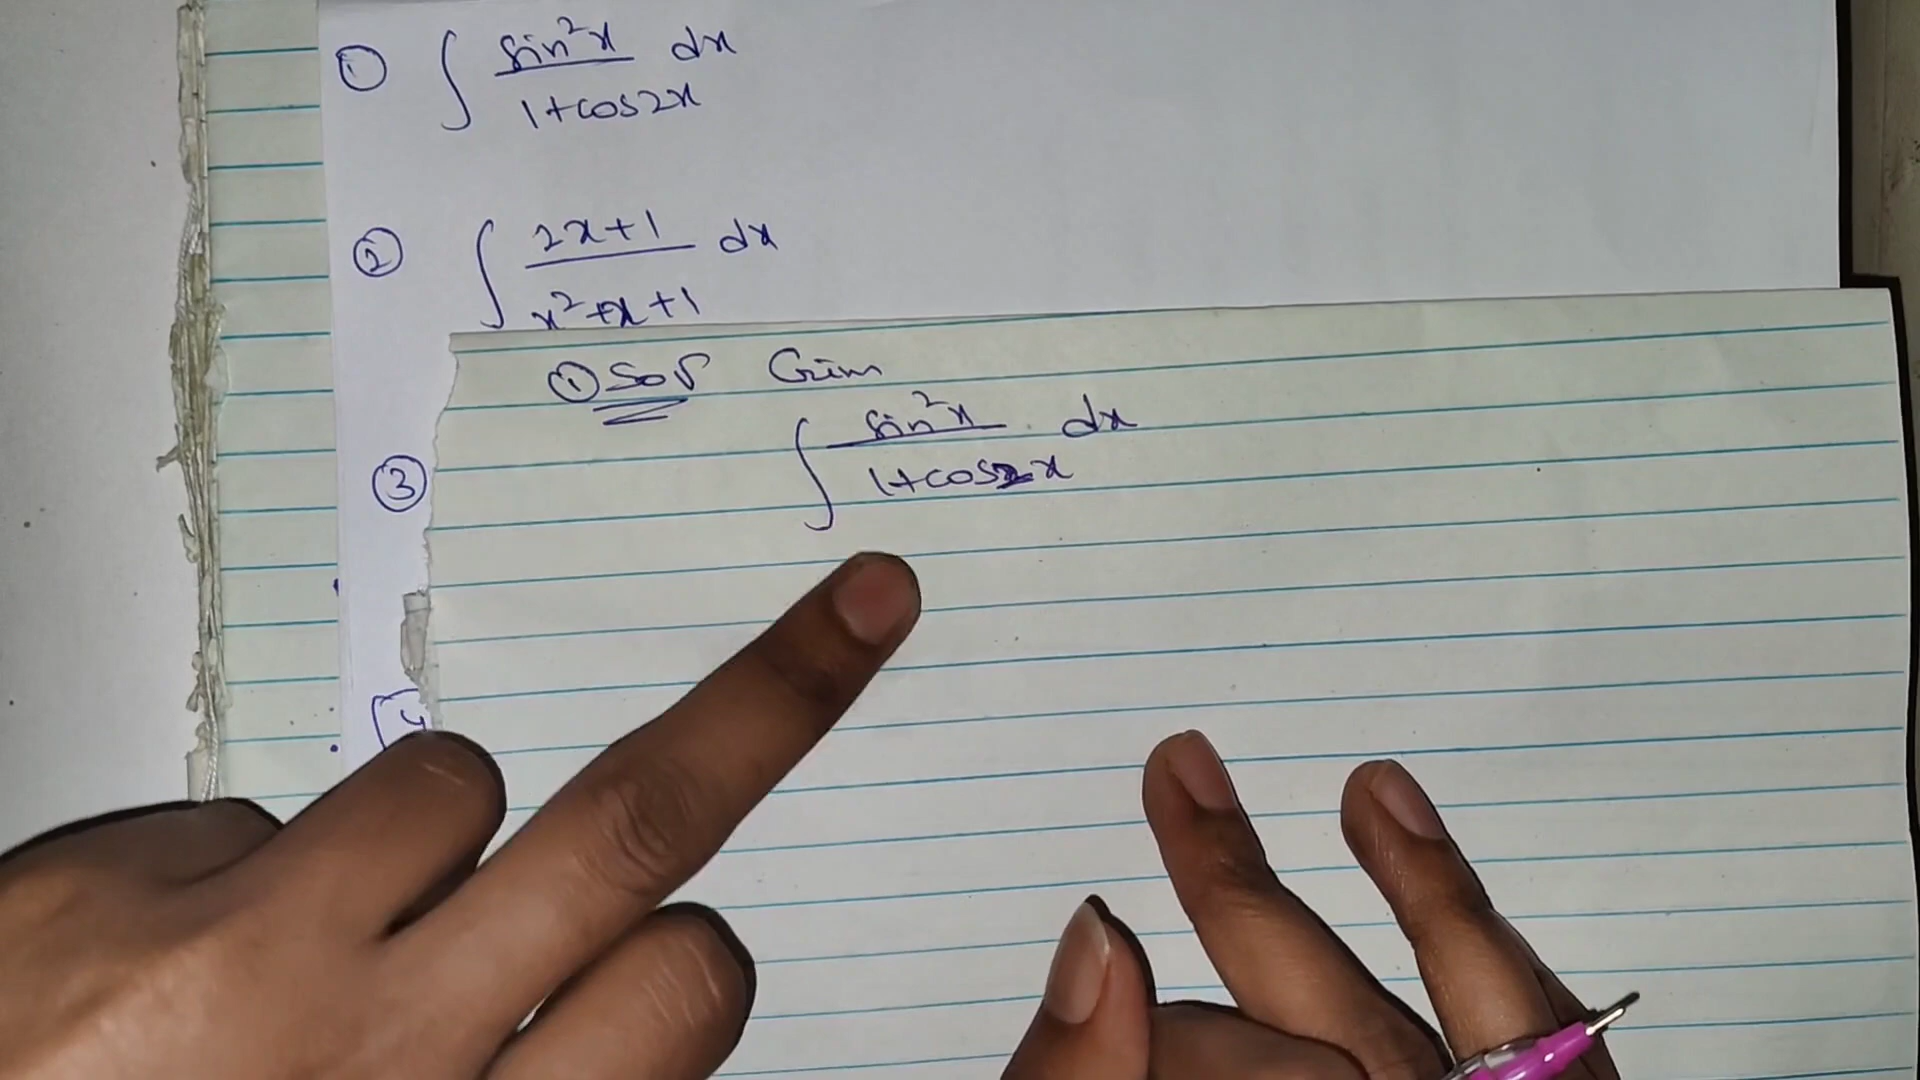 ① ∫ sin²x / 1+cos2x dx
② ∫ 2x+1 / x²+x+1 dx
① Sol Given
∫ sin²x / 1+cos2x dx
③
4